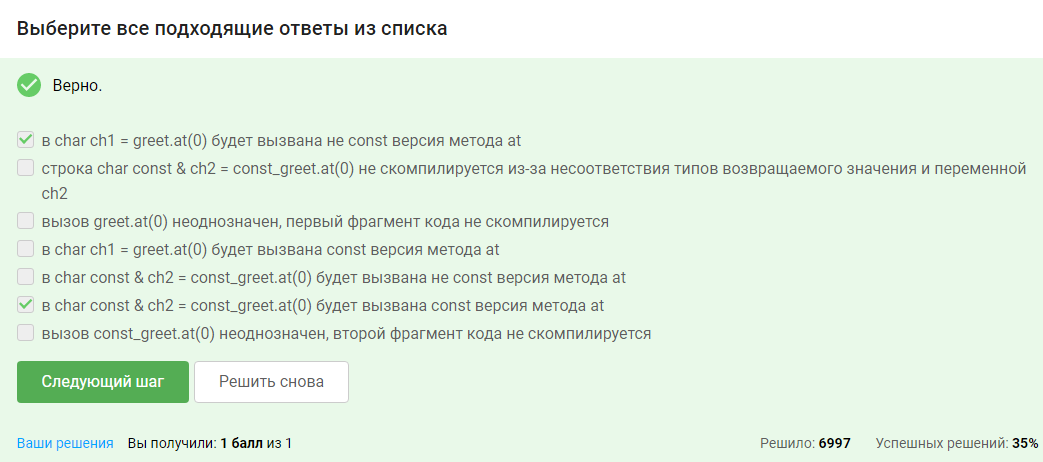 Выберите все подходящие ответы из списка
Верно.
в char ch1 = greet.at(0) будет вызвана не const версия метода at
строка char const & ch2 = const_greet.at(0) не скомпилируется из-за несоответствия типов возвращаемого значения и переменной
ch2
вызов greet.at(0) неоднозначен, первый фрагмент кода не скомпилируется
в char ch1 = greet.at(0) будет вызвана const версия метода at
в char const & ch2 = const_greet.at(0) будет вызвана не const версия метода at
в char const & ch2 = const_greet.at(0) будет вызвана const версия метода at
вызов const_greet.at(0) неоднозначен, второй фрагмент кода не скомпилируется
Следующий шаг Решить снова
Ваши решения Вы получили: 1 балл из 1 Решило: 6997 Успешных решений: 35%